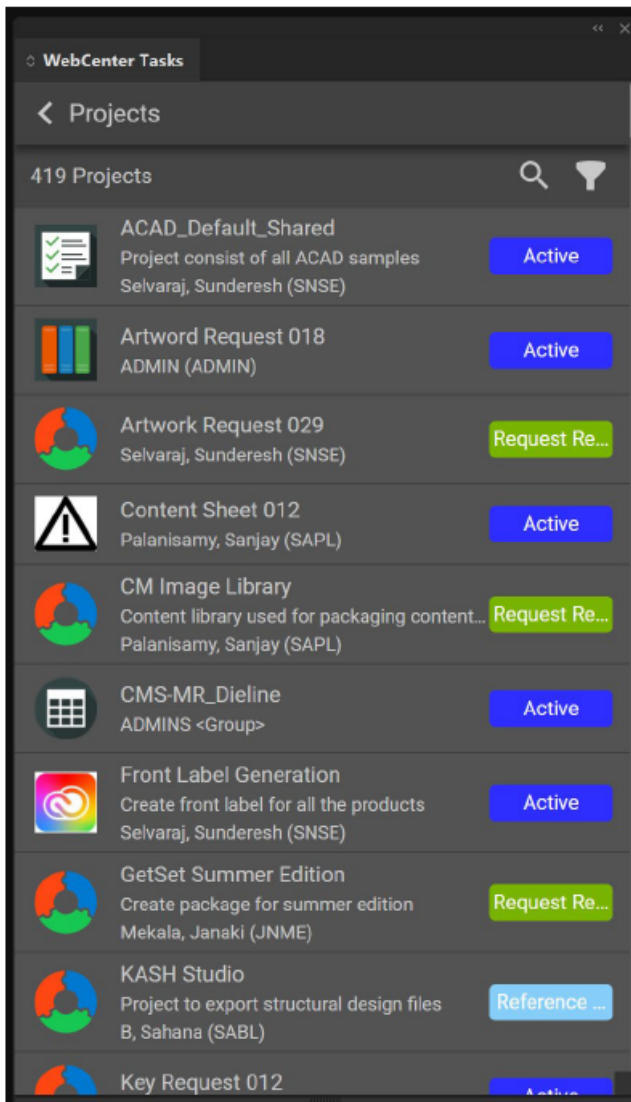 WebCenter Tasks
Projects
419 Projects
ACAD_Default_Shared
Project consist of all ACAD samples
Selvaraj, Sunderesh (SNSE)
Active
Artword Request 018
ADMIN (ADMIN)
Active
Artwork Request 029
Selvaraj, Sunderesh (SNSE)
Request Re...
Content Sheet 012
Palanisamy, Sanjay (SAPL)
Active
CM Image Library
Content library used for packaging content...
Palanisamy, Sanjay (SAPL)
Request Re...
CMS-MR_Dieline
ADMINS <Group>
Active
Front Label Generation
Create front label for all the products
Selvaraj, Sunderesh (SNSE)
Active
GetSet Summer Edition
Create package for summer edition
Mekala, Janaki (JNME)
Request Re...
KASH Studio
Project to export structural design files
B, Sahana (SABL)
Reference ...
Key Request 012
Active